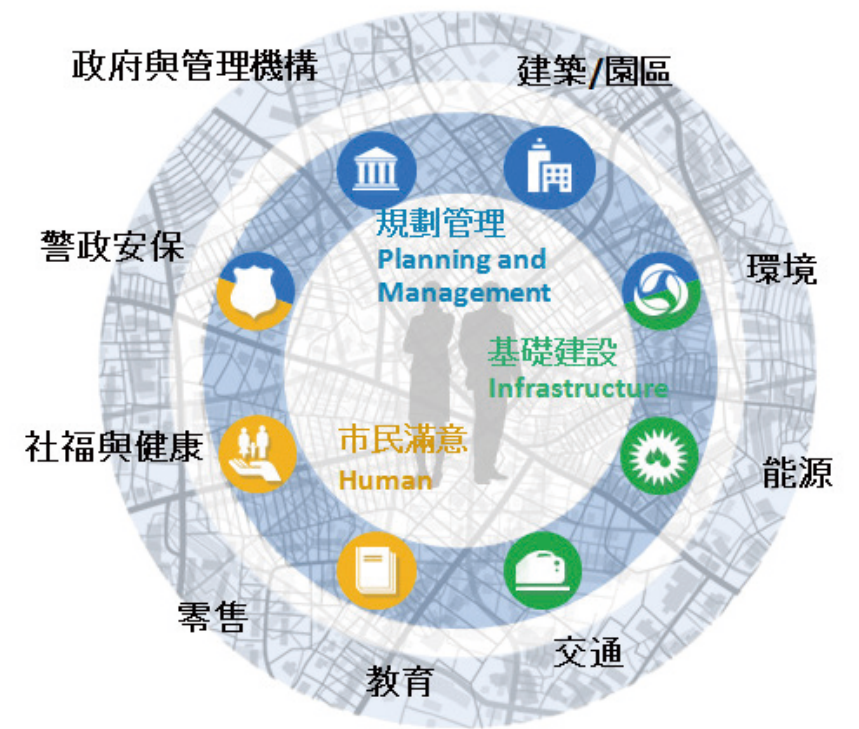 政府與管理機構
建築/園區
警政安保
規劃管理
Planning and
Management
環境
基礎建設
Infrastructure
社福與健康
市民滿意
Human
能源
零售
教育
交通